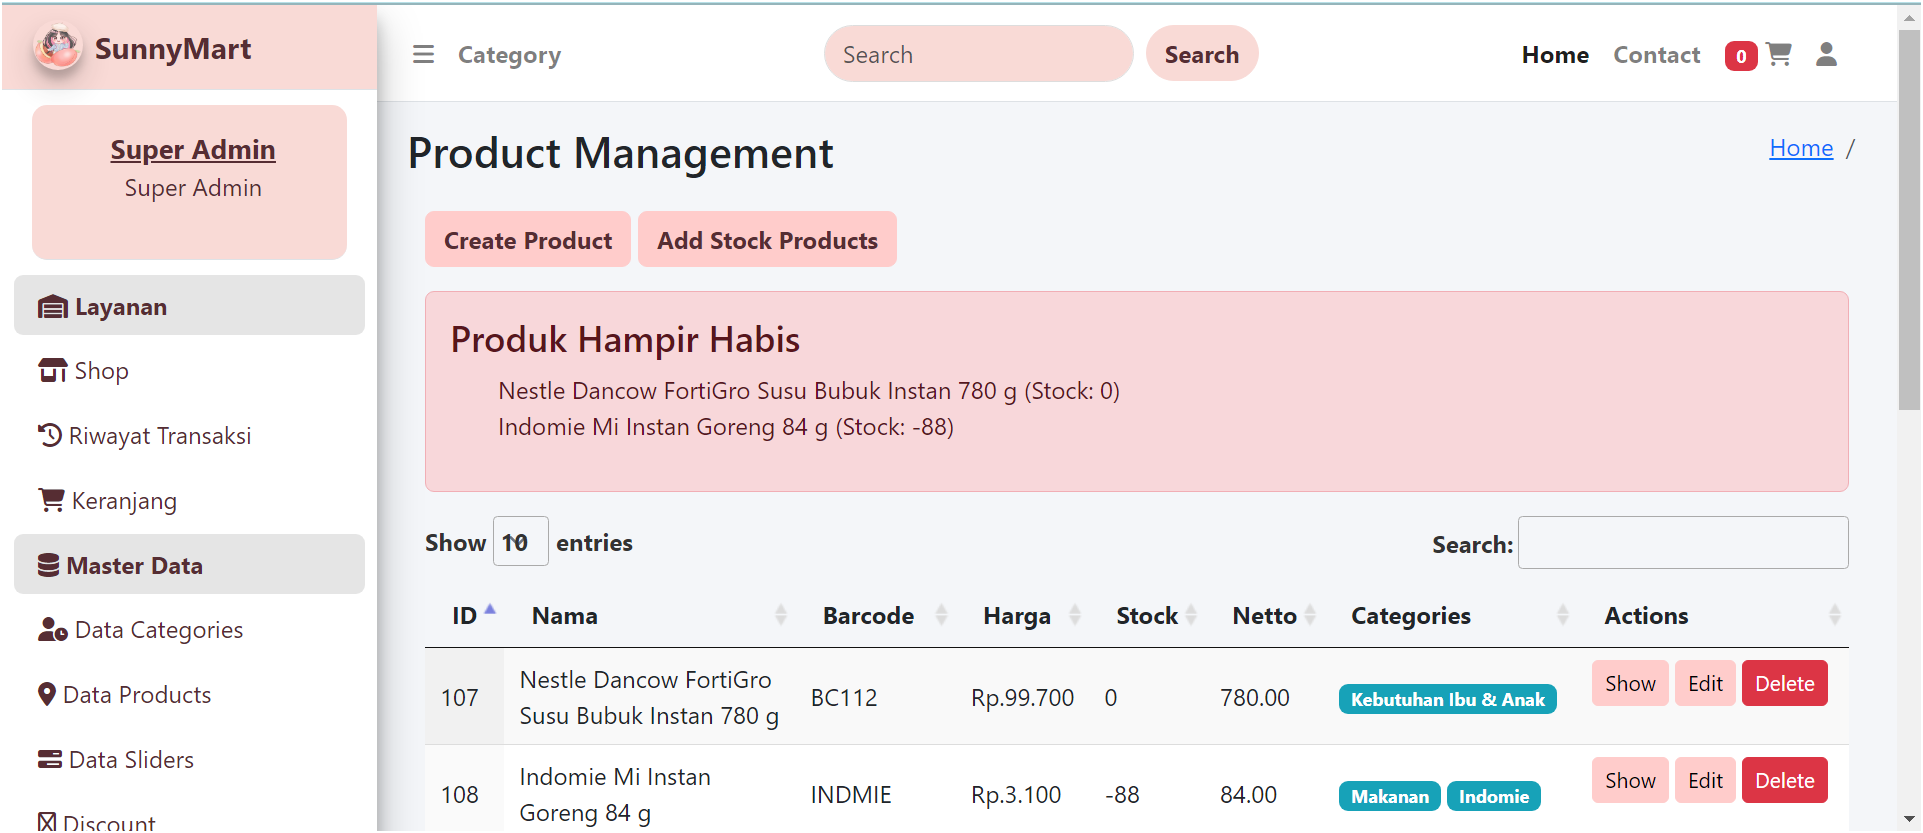 SunnyMart
Category
Search
Search
Home
Contact
0
Super Admin
Super Admin
Layanan
Shop
Riwayat Transaksi
Keranjang
Master Data
Data Categories
Data Products
Data Sliders
Discount
Product Management
Home /
Create Product
Add Stock Products
Produk Hampir Habis
Nestle Dancow FortiGro Susu Bubuk Instan 780 g (Stock: 0)
Indomie Mi Instan Goreng 84 g (Stock: -88)
Show 10 entries
Search:
ID Nama Barcode Harga Stock Netto Categories Actions
107 Nestle Dancow FortiGro
Susu Bubuk Instan 780 g
BC112 Rp.99.700 0 780.00 Kebutuhan Ibu & Anak Show Edit Delete
108 Indomie Mi Instan
Goreng 84 g
INDMIE Rp.3.100 -88 84.00 Makanan Indomie Show Edit Delete